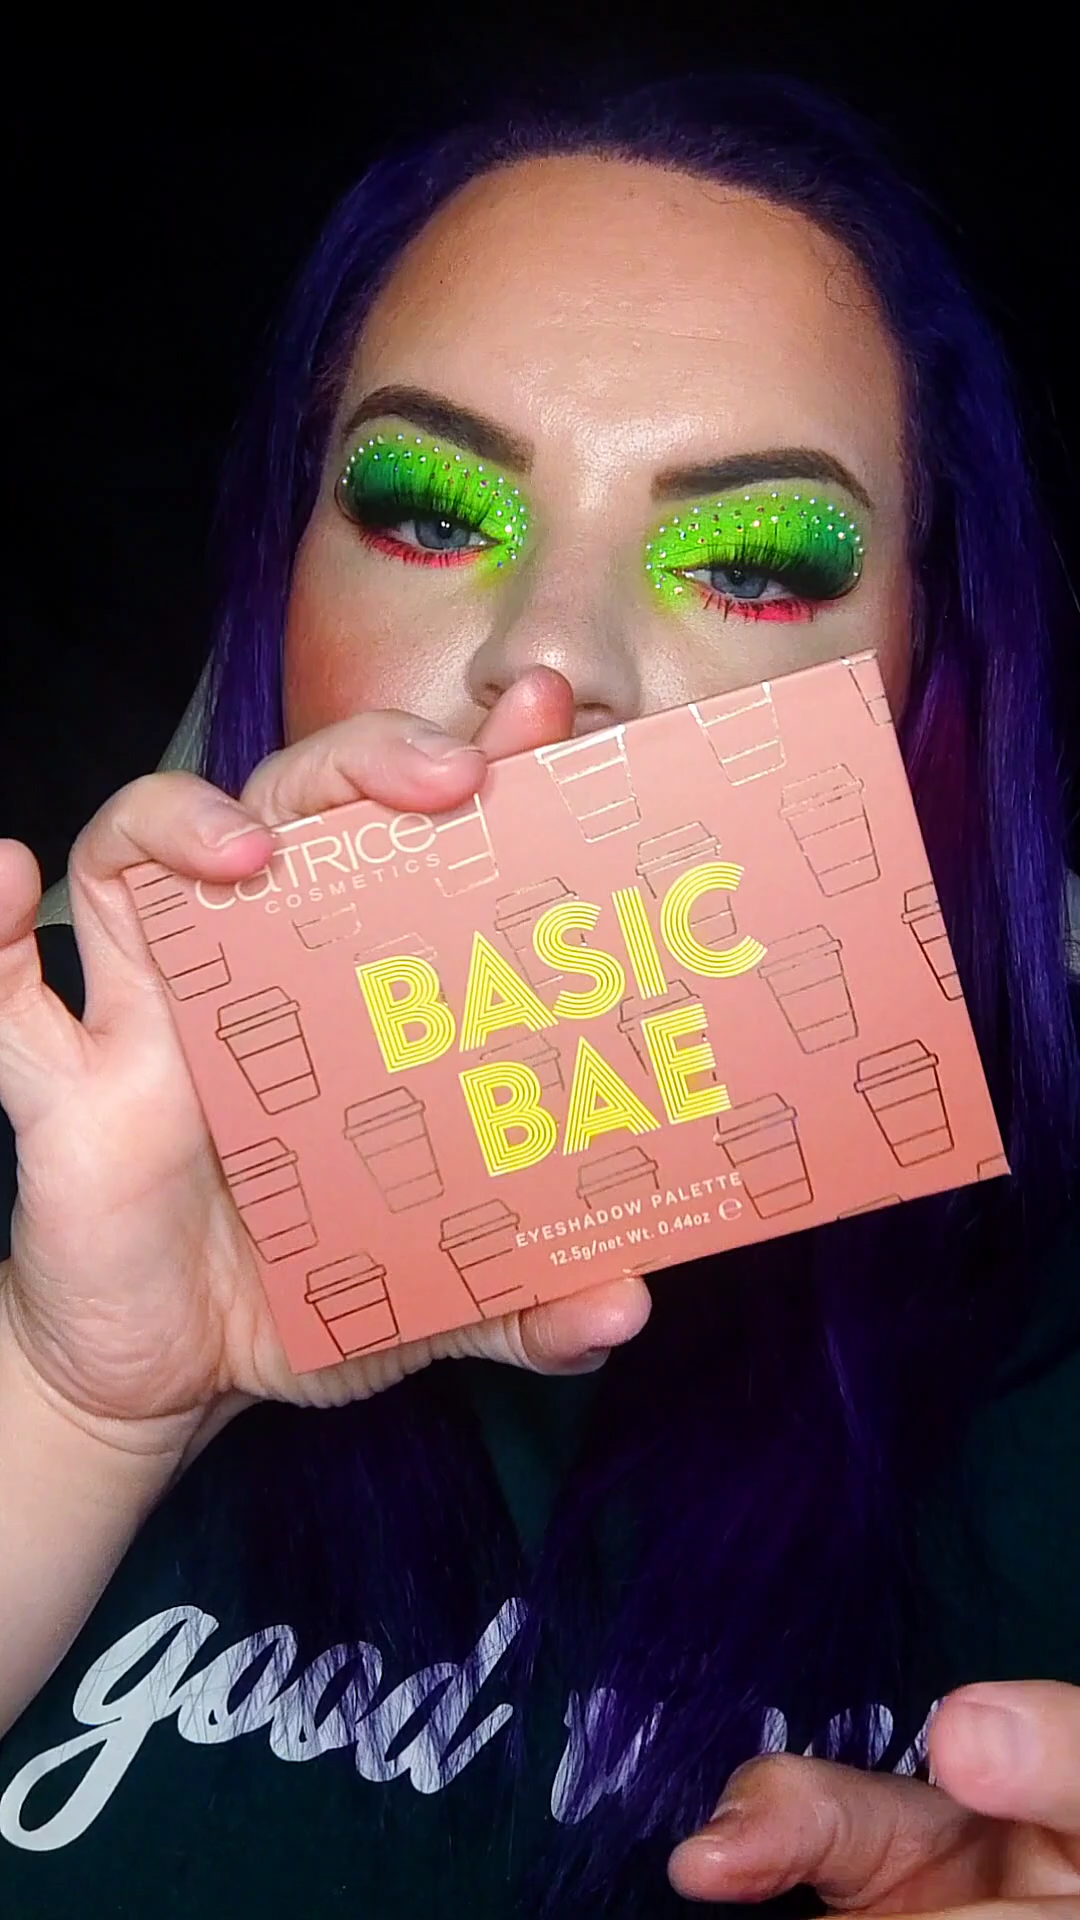 CATRICE
COSMETICS
BASIC
BAE
EYESHADOW PALETTE
12.5g/net Wt. 0.44oz ℮
good